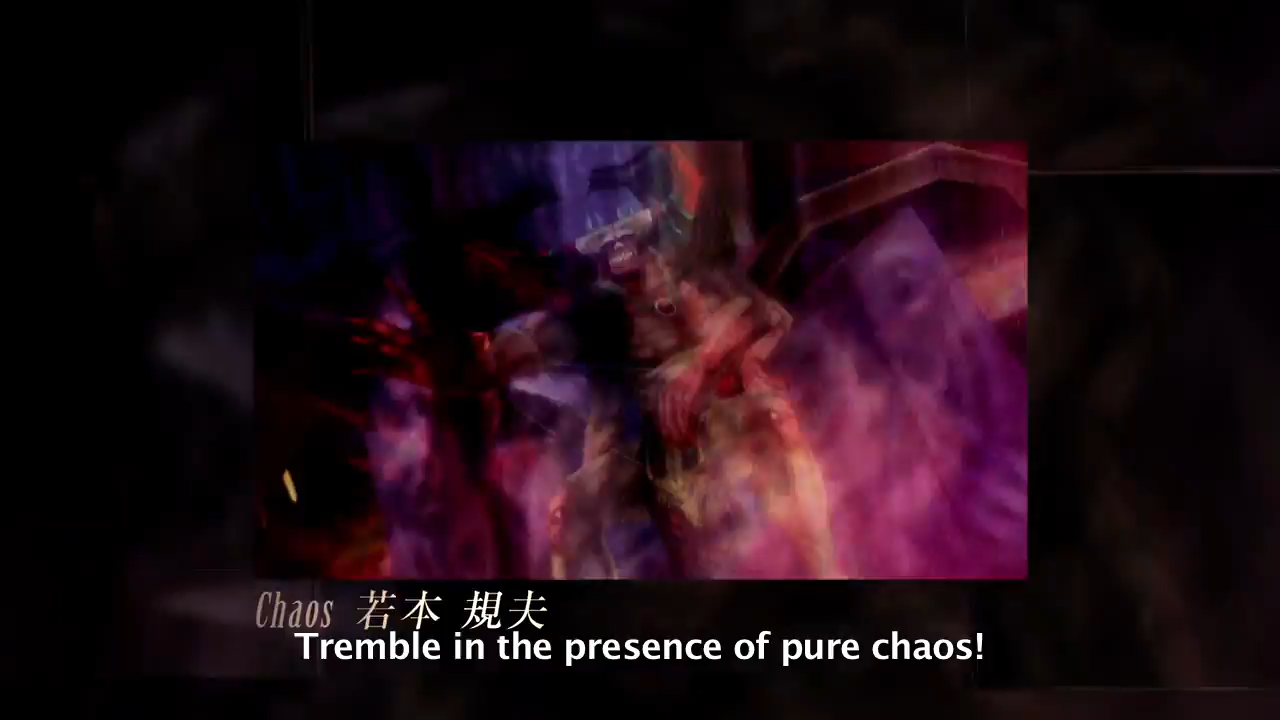 Chaos 若本 規夫
Tremble in the presence of pure chaos!